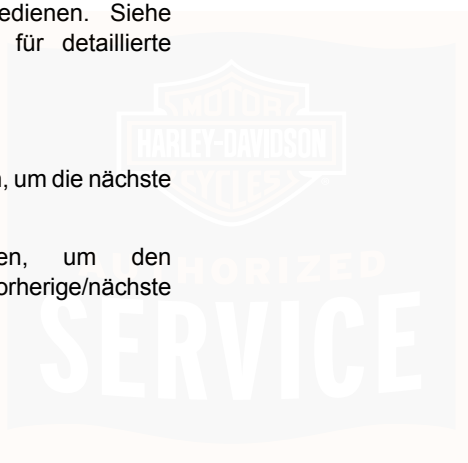 edienen. Siehe
für detaillierte
, um die nächste
en, um den
orherige/nächste
MOTOR
HARLEY-DAVIDSON
CYCLES
AUTHORIZED
SERVICE